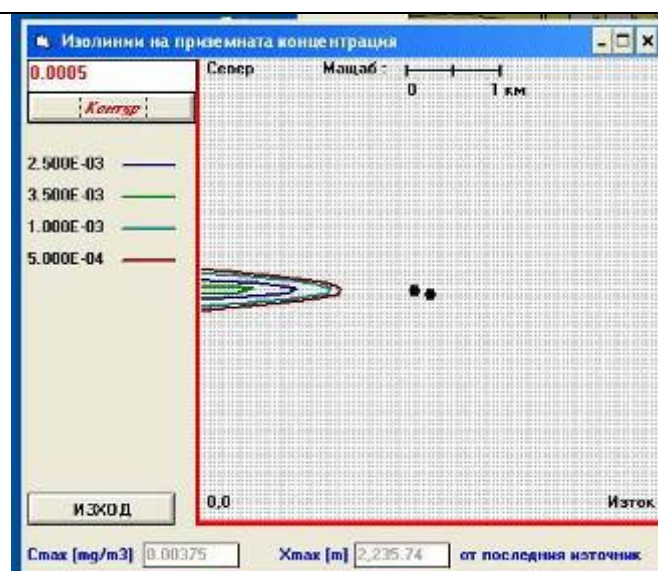 Изолинии на приземната концентрация
0.0005
Контур
Север
Мащаб :
0 1 км
2.500E-03
3.500E-03
1.000E-03
5.000E-04
ИЗХОД
0,0
Изток
Cmax [mg/m3] 0.00375 Xmax [m] 2,235.74 от последния източник